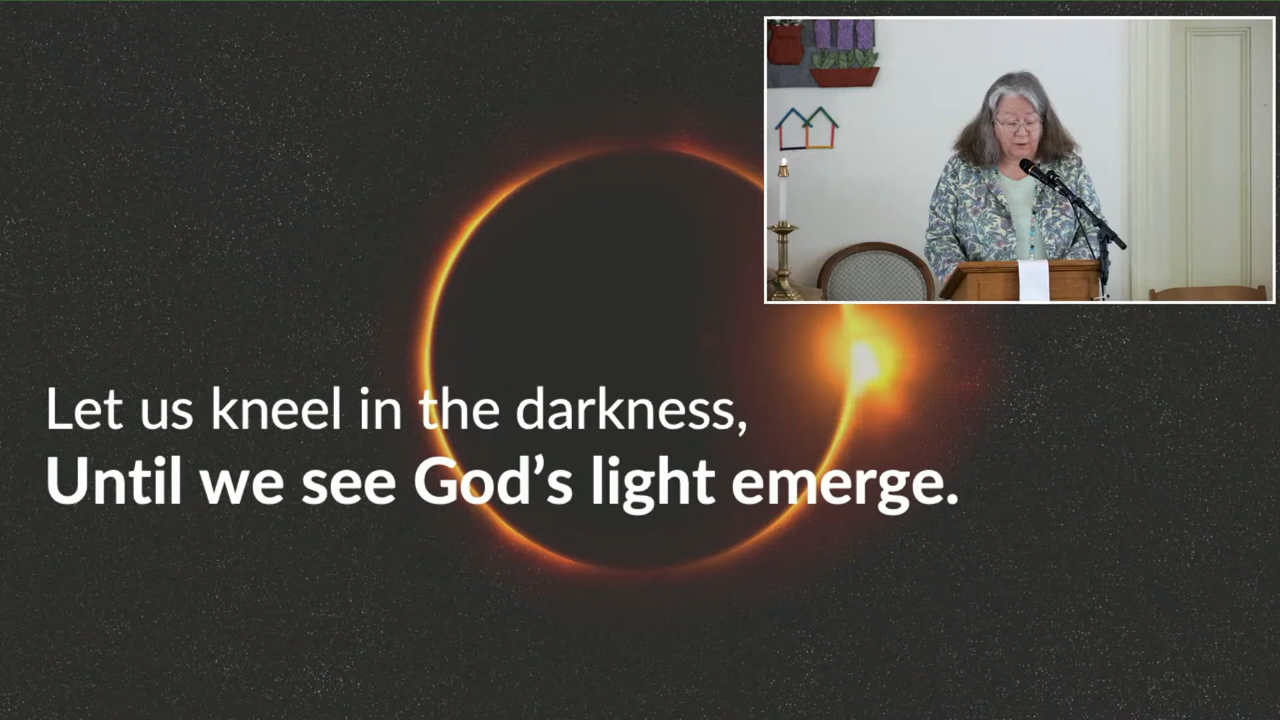 Let us kneel in the darkness,
Until we see God’s light emerge.